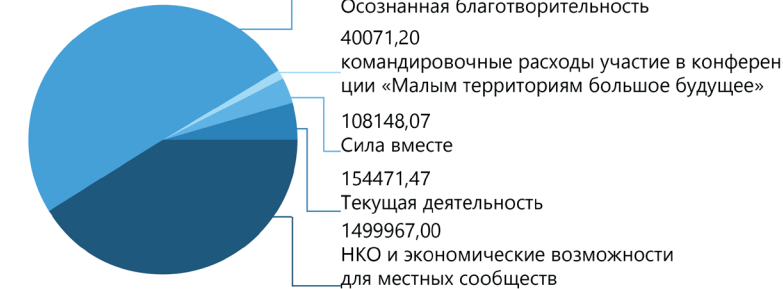 Осознанная благотворительность
40071,20
командировочные расходы участие в конферен
ции «Малым территориям большое будущее»
108148,07
Сила вместе
154471,47
Текущая деятельность
1499967,00
НКО и экономические возможности
для местных сообществ